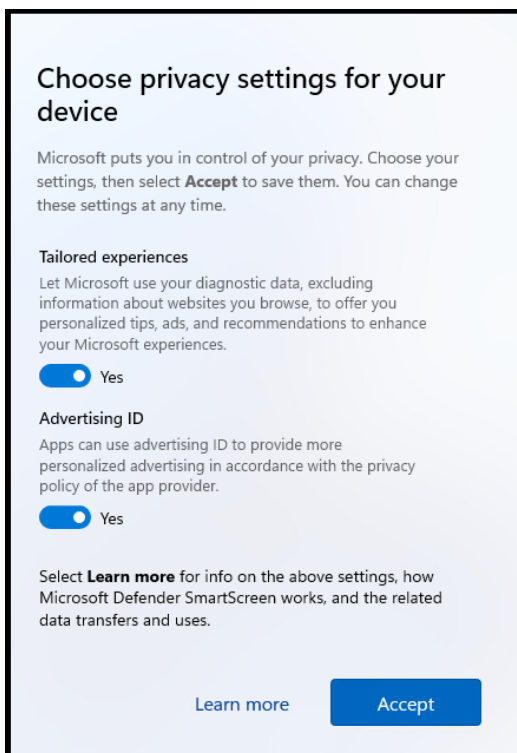 Choose privacy settings for your
device
Microsoft puts you in control of your privacy. Choose your
settings, then select Accept to save them. You can change
these settings at any time.
Tailored experiences
Let Microsoft use your diagnostic data, excluding
information about websites you browse, to offer you
personalized tips, ads, and recommendations to enhance
your Microsoft experiences.
Yes
Advertising ID
Apps can use advertising ID to provide more
personalized advertising in accordance with the privacy
policy of the app provider.
Yes
Select Learn more for info on the above settings, how
Microsoft Defender SmartScreen works, and the related
data transfers and uses.
Learn more
Accept